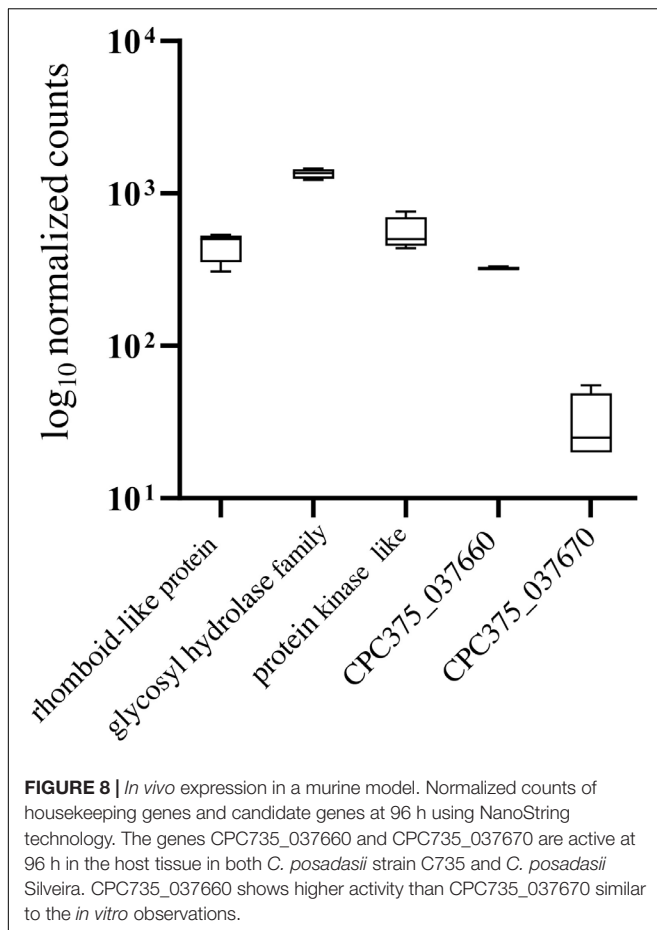 10⁴
10³
10²
10¹
log₁₀ normalized counts
rhomboid-like protein
glycosyl hydrolase family
protein kinase like
CPC375_037660
CPC375_037670
FIGURE 8 | In vivo expression in a murine model. Normalized counts of
housekeeping genes and candidate genes at 96 h using NanoString
technology. The genes CPC735_037660 and CPC735_037670 are active at
96 h in the host tissue in both C. posadasii strain C735 and C. posadasii
Silveira. CPC735_037660 shows higher activity than CPC735_037670 similar
to the in vitro observations.